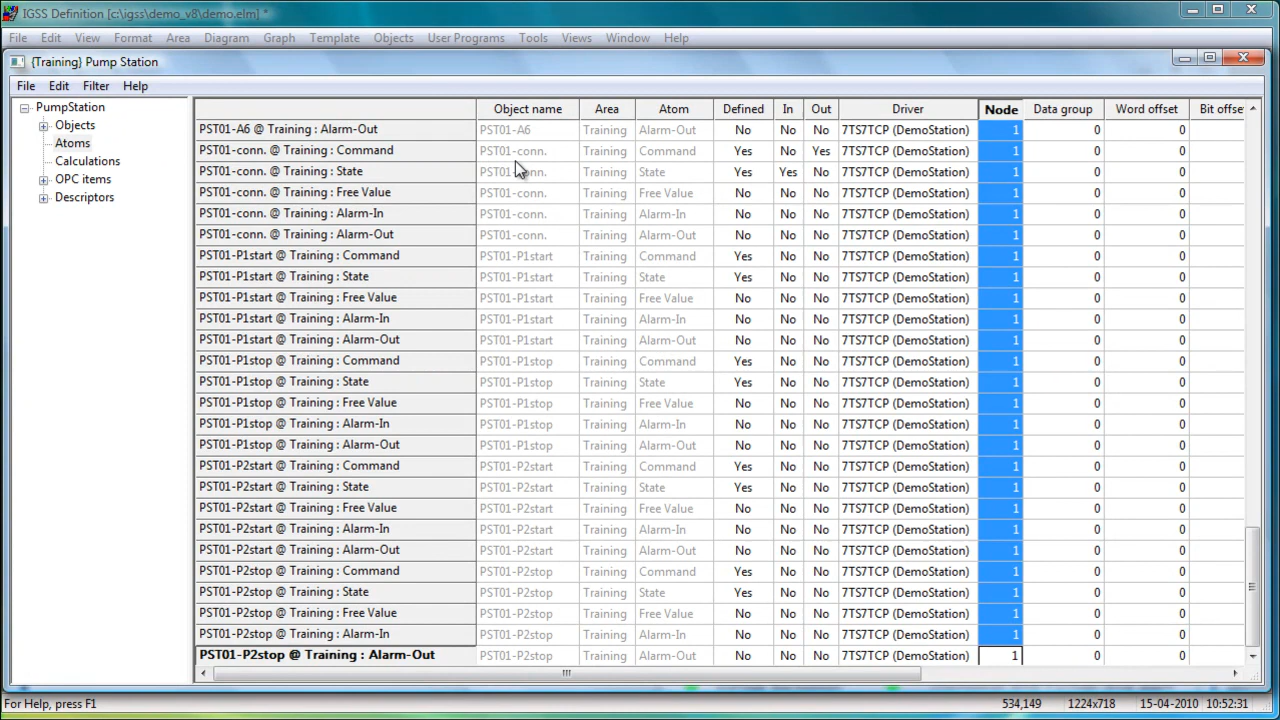 IGSS Definition [c:\igss\demo_v8\demo.elm] *
File Edit View Format Area Diagram Graph Template Objects User Programs Tools Views Window Help
{Training} Pump Station
File Edit Filter Help
PumpStation
Objects
Atoms
Calculations
OPC items
Descriptors
Object name Area Atom Defined In Out Driver Node Data group Word offset Bit offse
PST01-A6 @ Training : Alarm-Out PST01-A6 Training Alarm-Out No No No 7TS7TCP (DemoStation) 1 0 0
PST01-conn. @ Training : Command PST01-conn. Training Command Yes No Yes 7TS7TCP (DemoStation) 1 0 0
PST01-conn. @ Training : State PST01-conn. Training State Yes Yes No 7TS7TCP (DemoStation) 1 0 0
PST01-conn. @ Training : Free Value PST01-conn. Training Free Value No No No 7TS7TCP (DemoStation) 1 0 0
PST01-conn. @ Training : Alarm-In PST01-conn. Training Alarm-In No No No 7TS7TCP (DemoStation) 1 0 0
PST01-conn. @ Training : Alarm-Out PST01-conn. Training Alarm-Out No No No 7TS7TCP (DemoStation) 1 0 0
PST01-P1start @ Training : Command PST01-P1start Training Command Yes No No 7TS7TCP (DemoStation) 1 0 0
PST01-P1start @ Training : State PST01-P1start Training State Yes No No 7TS7TCP (DemoStation) 1 0 0
PST01-P1start @ Training : Free Value PST01-P1start Training Free Value No No No 7TS7TCP (DemoStation) 1 0 0
PST01-P1start @ Training : Alarm-In PST01-P1start Training Alarm-In No No No 7TS7TCP (DemoStation) 1 0 0
PST01-P1start @ Training : Alarm-Out PST01-P1start Training Alarm-Out No No No 7TS7TCP (DemoStation) 1 0 0
PST01-P1stop @ Training : Command PST01-P1stop Training Command Yes No No 7TS7TCP (DemoStation) 1 0 0
PST01-P1stop @ Training : State PST01-P1stop Training State Yes No No 7TS7TCP (DemoStation) 1 0 0
PST01-P1stop @ Training : Free Value PST01-P1stop Training Free Value No No No 7TS7TCP (DemoStation) 1 0 0
PST01-P1stop @ Training : Alarm-In PST01-P1stop Training Alarm-In No No No 7TS7TCP (DemoStation) 1 0 0
PST01-P1stop @ Training : Alarm-Out PST01-P1stop Training Alarm-Out No No No 7TS7TCP (DemoStation) 1 0 0
PST01-P2start @ Training : Command PST01-P2start Training Command Yes No No 7TS7TCP (DemoStation) 1 0 0
PST01-P2start @ Training : State PST01-P2start Training State Yes No No 7TS7TCP (DemoStation) 1 0 0
PST01-P2start @ Training : Free Value PST01-P2start Training Free Value No No No 7TS7TCP (DemoStation) 1 0 0
PST01-P2start @ Training : Alarm-In PST01-P2start Training Alarm-In No No No 7TS7TCP (DemoStation) 1 0 0
PST01-P2start @ Training : Alarm-Out PST01-P2start Training Alarm-Out No No No 7TS7TCP (DemoStation) 1 0 0
PST01-P2stop @ Training : Command PST01-P2stop Training Command Yes No No 7TS7TCP (DemoStation) 1 0 0
PST01-P2stop @ Training : State PST01-P2stop Training State Yes No No 7TS7TCP (DemoStation) 1 0 0
PST01-P2stop @ Training : Free Value PST01-P2stop Training Free Value No No No 7TS7TCP (DemoStation) 1 0 0
PST01-P2stop @ Training : Alarm-In PST01-P2stop Training Alarm-In No No No 7TS7TCP (DemoStation) 1 0 0
PST01-P2stop @ Training : Alarm-Out PST01-P2stop Training Alarm-Out No No No 7TS7TCP (DemoStation) 1 0 0
For Help, press F1 534,149 1224x718 15-04-2010 10:52:31